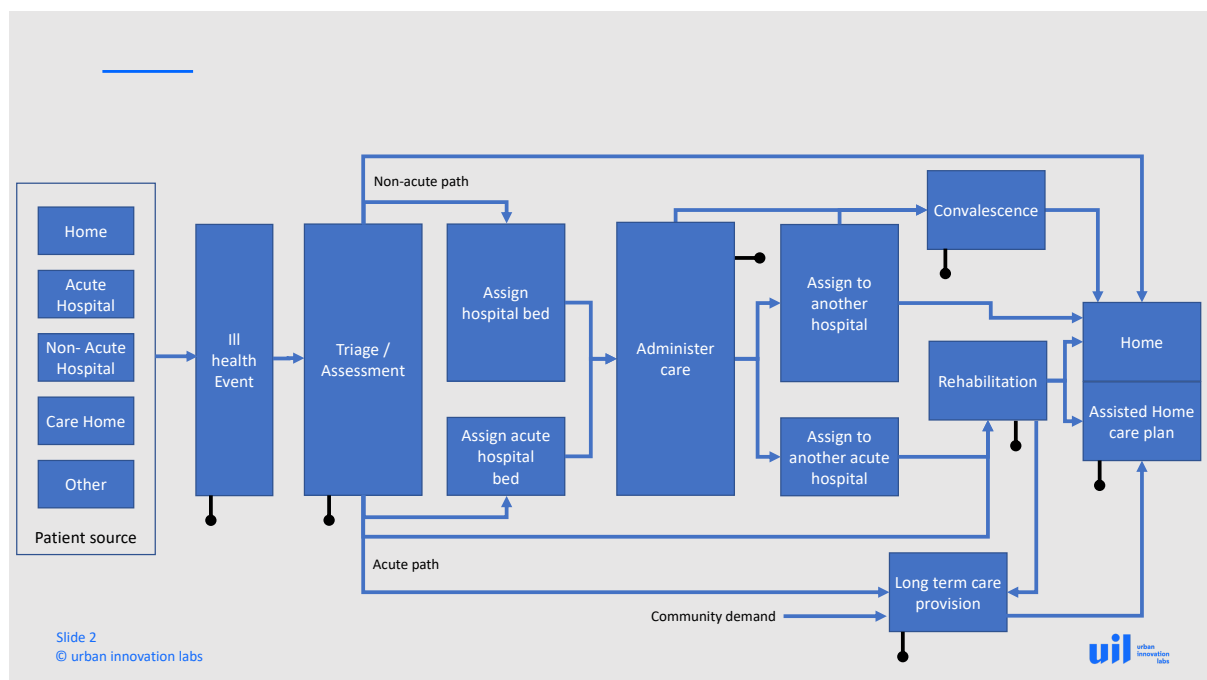 Non-acute path
Home
Acute
Hospital
Non- Acute
Hospital
Care Home
Other
Patient source
Ill
health
Event
Triage /
Assessment
Assign
hospital bed
Assign acute
hospital
bed
Administer
care
Assign to
another
hospital
Assign to
another acute
hospital
Convalescence
Rehabilitation
Home
Assisted Home
care plan
Acute path
Long term care
provision
Community demand
Slide 2
© urban innovation labs
uil
urban
innovation
labs